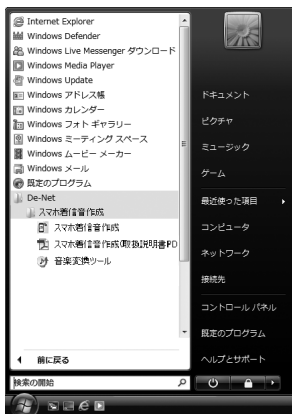 Internet Explorer
Windows Defender
Windows Live Messenger ダウンロード
Windows Media Player
Windows Update
Windows アドレス帳
Windows カレンダー
Windows フォト ギャラリー
Windows ミーティング スペース
Windows ムービー メーカー
Windows メール
既定のプログラム
De-Net
スマホ着信音作成
スマホ着信音作成
スマホ着信音作成(取扱説明書PD
音楽変換ツール
前に戻る
検索の開始
ドキュメント
ピクチャ
ミュージック
ゲーム
最近使った項目
コンピュータ
ネットワーク
接続先
コントロール パネル
既定のプログラム
ヘルプとサポート